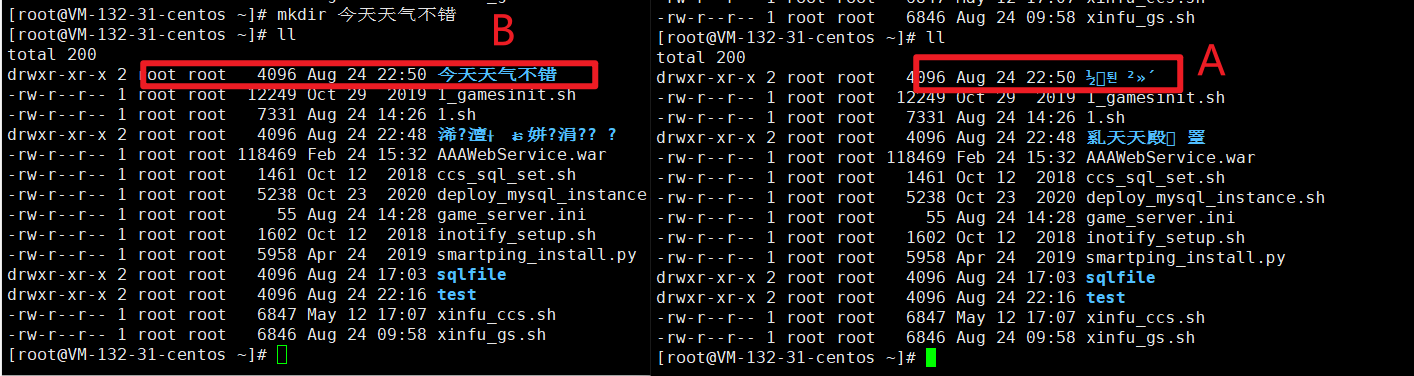 [root@VM-132-31-centos ~]# mkdir 今天天气不错
[root@VM-132-31-centos ~]# ll
total 200
drwxr-xr-x 2 root root 4096 Aug 24 22:50 今天天气不错
-rw-r--r-- 1 root root 12249 Oct 29 2019 1_gamesinit.sh
-rw-r--r-- 1 root root 7331 Aug 24 14:26 1.sh
drwxr-xr-x 2 root root 4096 Aug 24 22:48
-rw-r--r-- 1 root root 118469 Feb 24 15:32 AAAWebService.war
-rw-r--r-- 1 root root 1461 Oct 12 2018 ccs_sql_set.sh
-rw-r--r-- 1 root root 5238 Oct 23 2020 deploy_mysql_instance
-rw-r--r-- 1 root root 55 Aug 24 14:28 game_server.ini
-rw-r--r-- 1 root root 1602 Oct 12 2018 inotify_setup.sh
-rw-r--r-- 1 root root 5958 Apr 24 2019 smartping_install.py
drwxr-xr-x 2 root root 4096 Aug 24 17:03 sqlfile
drwxr-xr-x 2 root root 4096 Aug 24 22:16 test
-rw-r--r-- 1 root root 6847 May 12 17:07 xinfu_ccs.sh
-rw-r--r-- 1 root root 6846 Aug 24 09:58 xinfu_gs.sh
[root@VM-132-31-centos ~]#
B
-rw-r--r-- 1 root root 6846 Aug 24 09:58 xinfu_gs.sh
[root@VM-132-31-centos ~]# ll
total 200
drwxr-xr-x 2 root root 4096 Aug 24 22:50
-rw-r--r-- 1 root root 12249 Oct 29 2019 1_gamesinit.sh
-rw-r--r-- 1 root root 7331 Aug 24 14:26 1.sh
drwxr-xr-x 2 root root 4096 Aug 24 22:48
-rw-r--r-- 1 root root 118469 Feb 24 15:32 AAAWebService.war
-rw-r--r-- 1 root root 1461 Oct 12 2018 ccs_sql_set.sh
-rw-r--r-- 1 root root 5238 Oct 23 2020 deploy_mysql_instance.sh
-rw-r--r-- 1 root root 55 Aug 24 14:28 game_server.ini
-rw-r--r-- 1 root root 1602 Oct 12 2018 inotify_setup.sh
-rw-r--r-- 1 root root 5958 Apr 24 2019 smartping_install.py
drwxr-xr-x 2 root root 4096 Aug 24 17:03 sqlfile
drwxr-xr-x 2 root root 4096 Aug 24 22:16 test
-rw-r--r-- 1 root root 6847 May 12 17:07 xinfu_ccs.sh
-rw-r--r-- 1 root root 6846 Aug 24 09:58 xinfu_gs.sh
[root@VM-132-31-centos ~]#
A